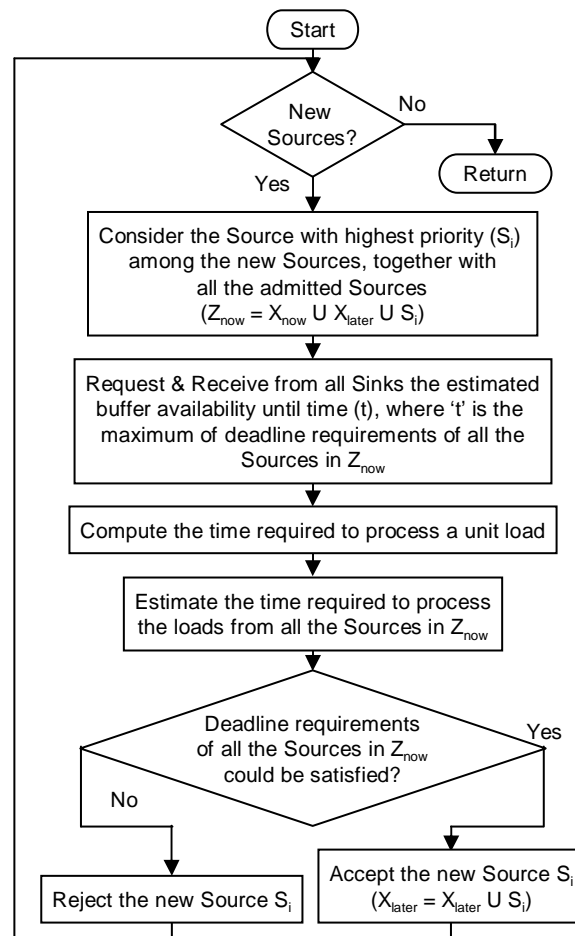 Start
New
Sources?
No
Return
Yes
Consider the Source with highest priority (Si)
among the new Sources, together with
all the admitted Sources
(Znow = Xnow U Xlater U Si)
Request & Receive from all Sinks the estimated
buffer availability until time (t), where ‘t’ is the
maximum of deadline requirements of all the
Sources in Znow
Compute the time required to process a unit load
Estimate the time required to process
the loads from all the Sources in Znow
Deadline requirements
of all the Sources in Znow
could be satisfied?
Yes
No
Reject the new Source Si
Accept the new Source Si
(Xlater = Xlater U Si)